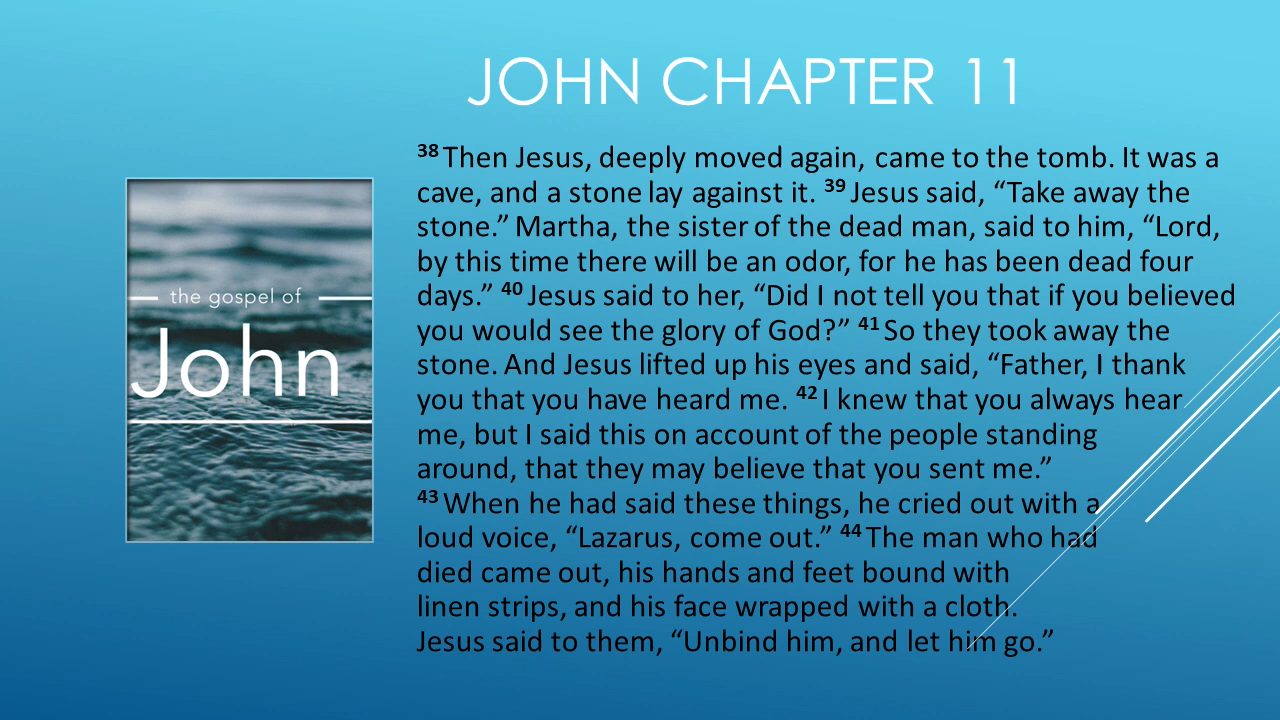 JOHN CHAPTER 11
the gospel of
John
38 Then Jesus, deeply moved again, came to the tomb. It was a
cave, and a stone lay against it. 39 Jesus said, “Take away the
stone.” Martha, the sister of the dead man, said to him, “Lord,
by this time there will be an odor, for he has been dead four
days.” 40 Jesus said to her, “Did I not tell you that if you believed
you would see the glory of God?” 41 So they took away the
stone. And Jesus lifted up his eyes and said, “Father, I thank
you that you have heard me. 42 I knew that you always hear
me, but I said this on account of the people standing
around, that they may believe that you sent me.”
43 When he had said these things, he cried out with a
loud voice, “Lazarus, come out.” 44 The man who had
died came out, his hands and feet bound with
linen strips, and his face wrapped with a cloth.
Jesus said to them, “Unbind him, and let him go.”